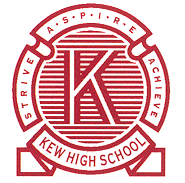 STRIVE
A·S·P·I·R·E
ACHIEVE
K
KEW HIGH SCHOOL